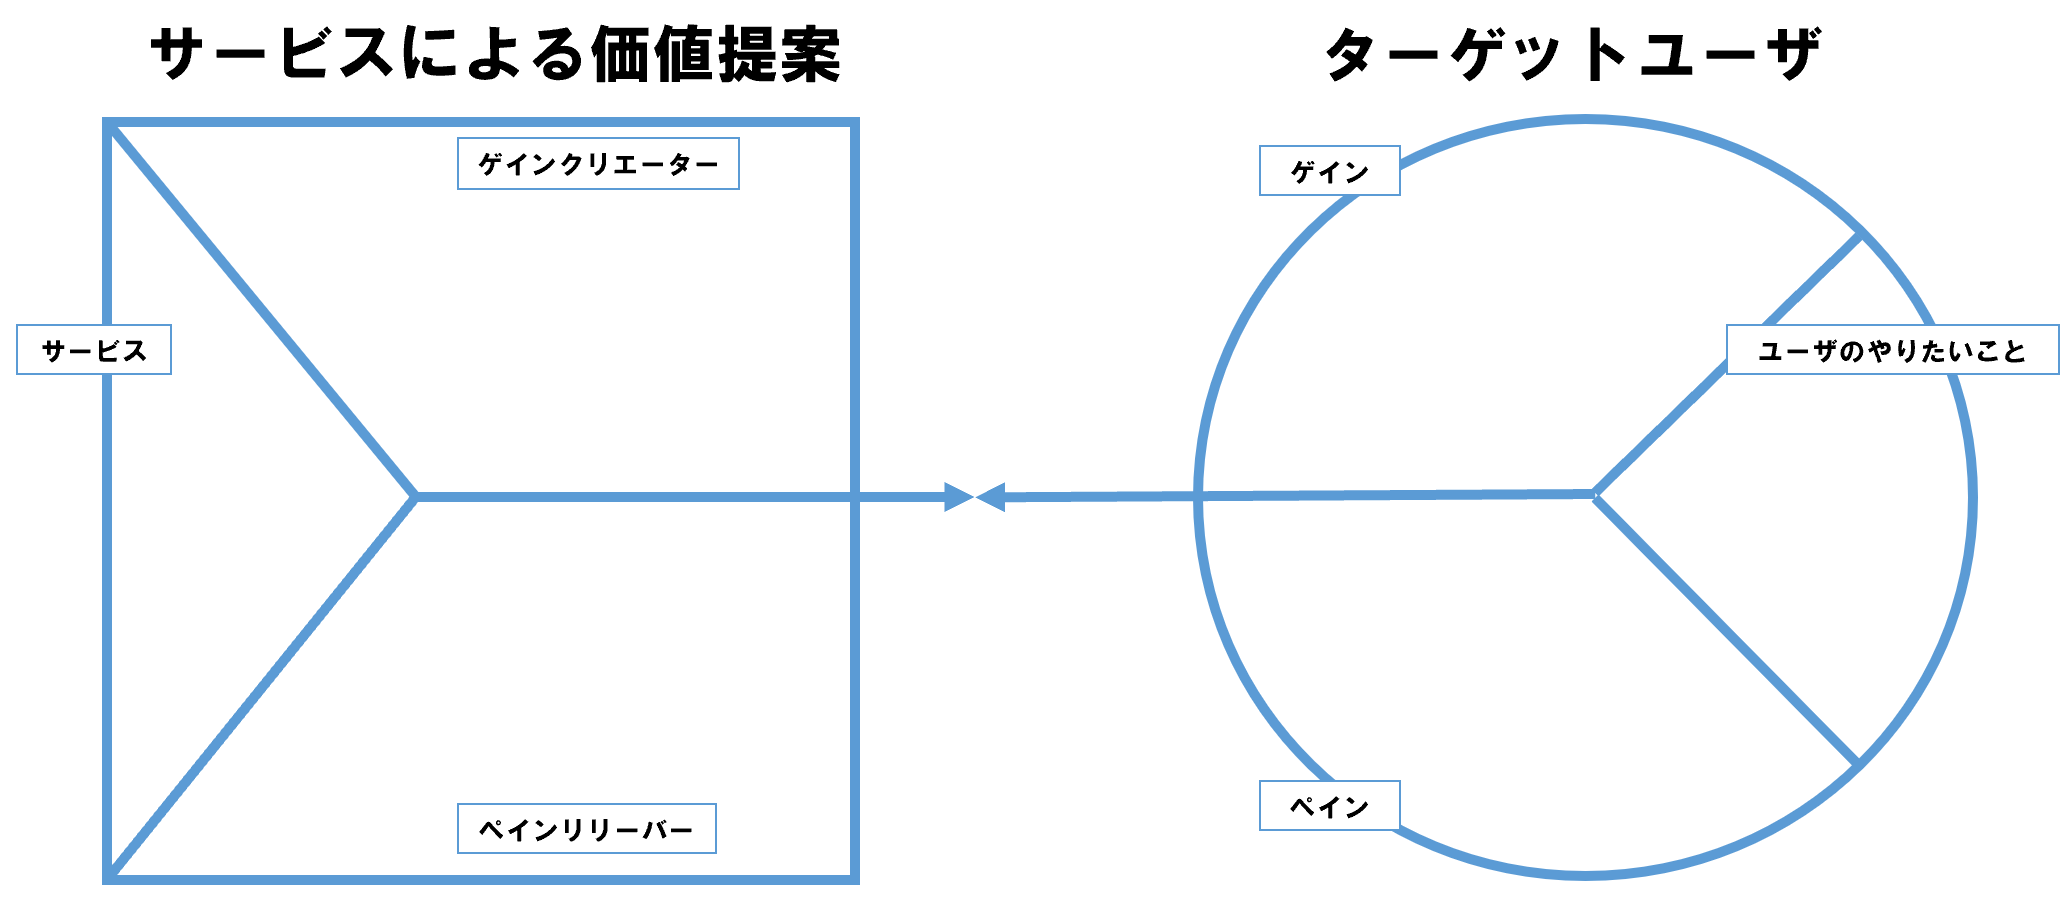 サービスによる価値提案
ターゲットユーザ
ゲインクリエーター
ゲイン
サービス
ユーザのやりたいこと
ペインリリーバー
ペイン